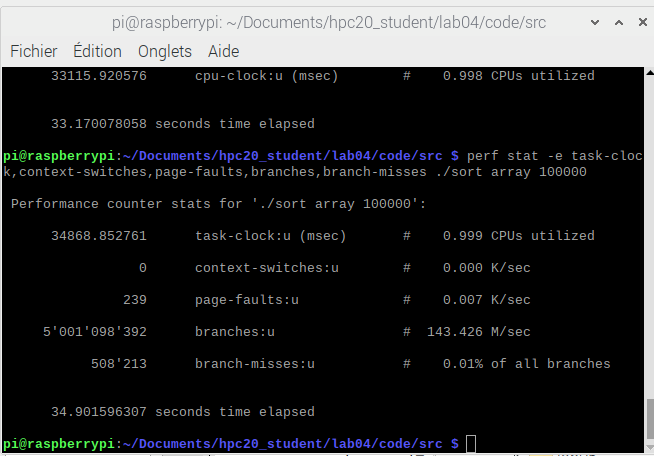 pi@raspberrypi: ~/Documents/hpc20_student/lab04/code/src
Fichier Édition Onglets Aide
33115.920576 cpu-clock:u (msec) # 0.998 CPUs utilized
33.170078058 seconds time elapsed
pi@raspberrypi:~/Documents/hpc20_student/lab04/code/src $ perf stat -e task-cloc
k,context-switches,page-faults,branches,branch-misses ./sort array 100000
Performance counter stats for './sort array 100000':
34868.852761 task-clock:u (msec) # 0.999 CPUs utilized
0 context-switches:u # 0.000 K/sec
239 page-faults:u # 0.007 K/sec
5'001'098'392 branches:u # 143.426 M/sec
508'213 branch-misses:u # 0.01% of all branches
34.901596307 seconds time elapsed
pi@raspberrypi:~/Documents/hpc20_student/lab04/code/src $